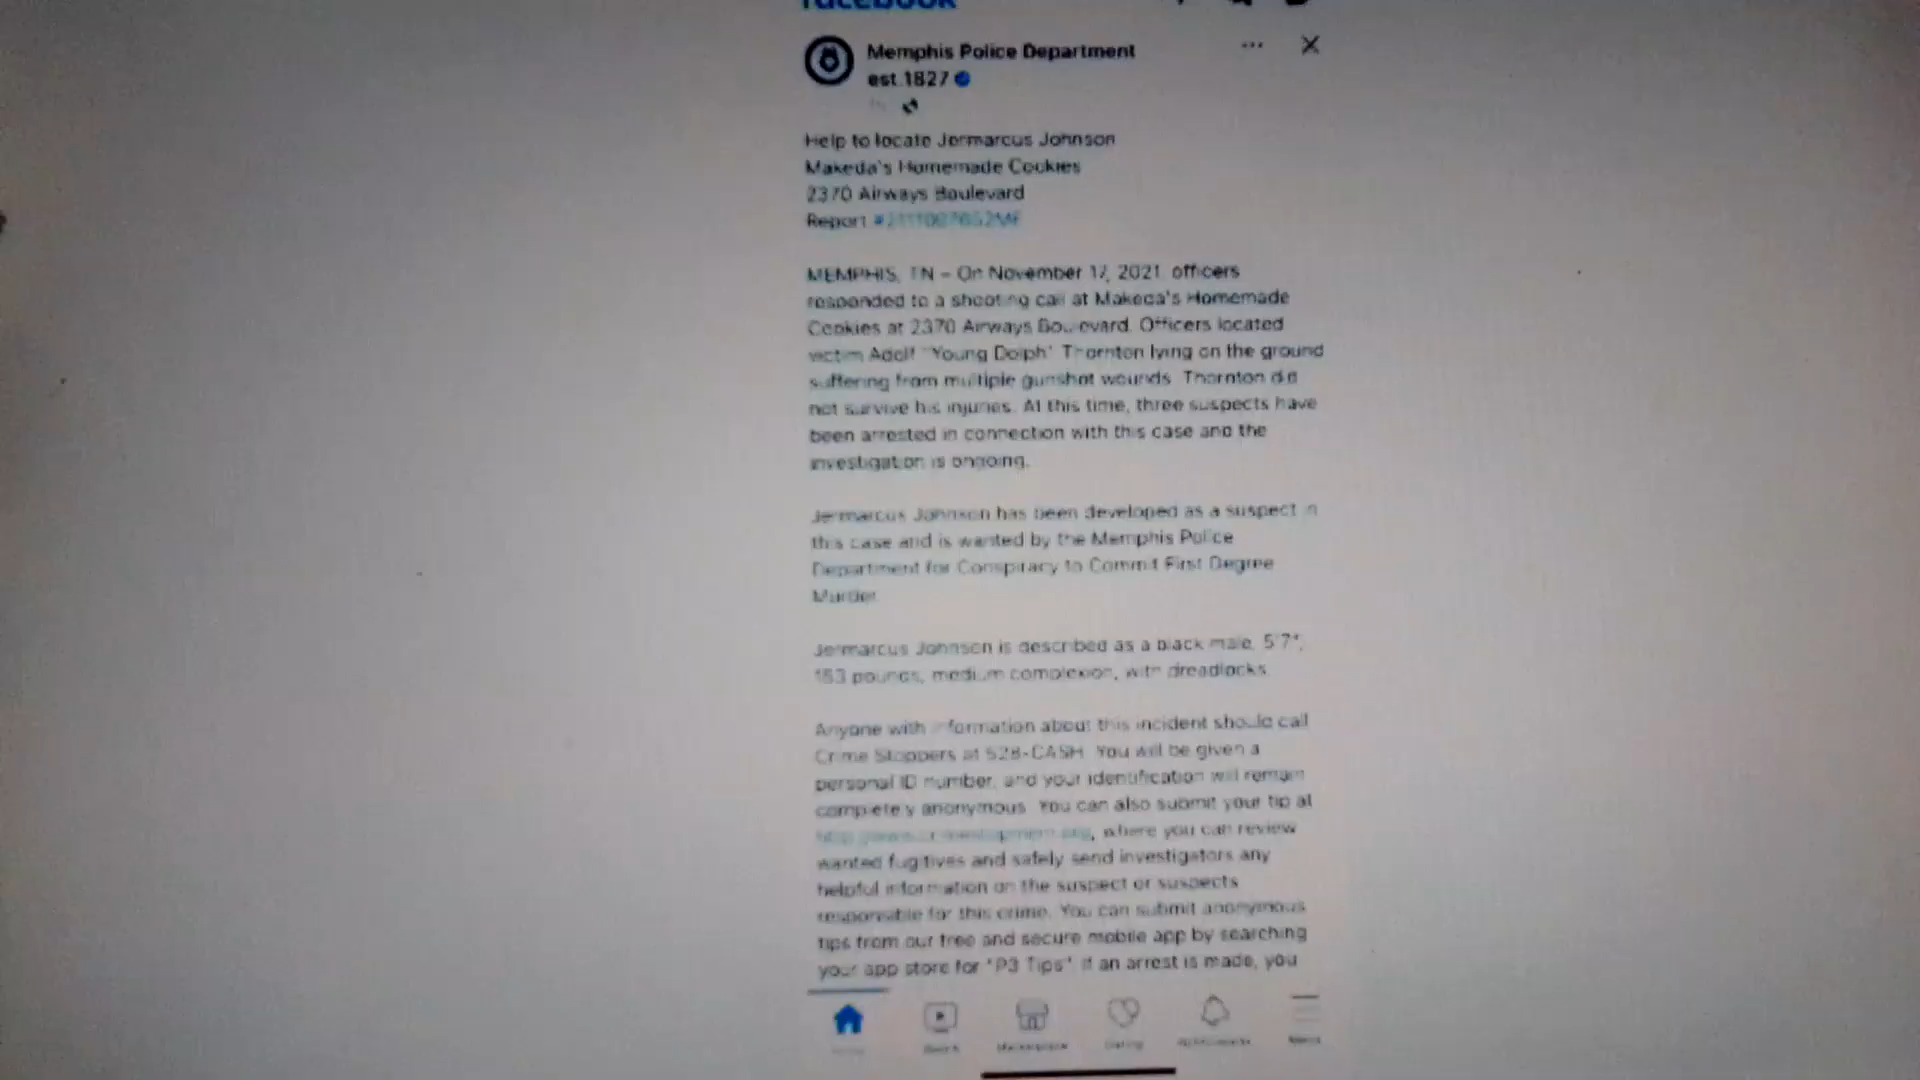 facebook
Memphis Police Department
est.1827
Help to locate Jermarcus Johnson
Makeda's Homemade Cookies
2370 Airways Boulevard
Report
MEMPHIS, TN – On November 17, 2021, officers
responded to a shooting call at Makeda's Homemade
Cookies at 2370 Airways Boulevard. Officers located
victim Adolf "Young Dolph" Thornton lying on the ground
suffering from multiple gunshot wounds. Thornton did
not survive his injuries. At this time, three suspects have
been arrested in connection with this case and the
investigation is ongoing.
Jermarcus Johnson has been developed as a suspect in
this case and is wanted by the Memphis Police
Department for Conspiracy to Commit First Degree
Murder.
Jermarcus Johnson is described as a black male, 5'7",
pounds, medium complexion, with dreadlocks.
Anyone with information about this incident should call
Crime Stoppers at 528-CASH. You will be given a
personal ID number, and your identification will remain
completely anonymous. You can also submit your tip at
, where you can review
wanted fugitives and safely send investigators any
helpful information on the suspect or suspects
responsible for this crime. You can submit anonymous
tips from our free and secure mobile app by searching
your app store for "P3 Tips" If an arrest is made, you
Marketplace